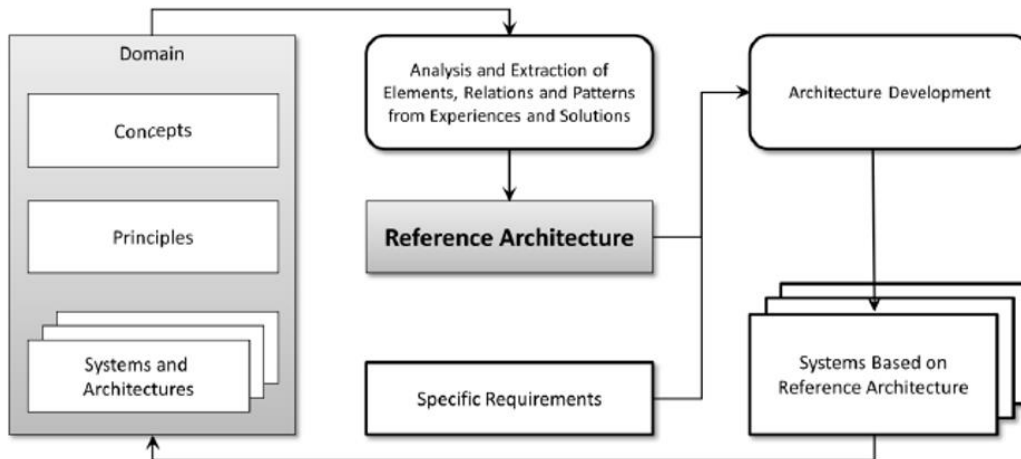 Domain
Concepts
Principles
Systems and
Architectures
Analysis and Extraction of
Elements, Relations and Patterns
from Experiences and Solutions
Reference Architecture
Specific Requirements
Architecture Development
Systems Based on
Reference Architecture